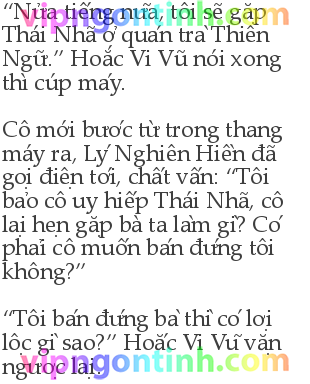 “Nửa tiếng nữa, tôi sẽ gặp
Thái Nhã ở quán trà Thiên
Ngữ.” Hoắc Vi Vũ nói xong
thì cúp máy.
Cô mới bước từ trong thang
máy ra, Lý Nghiên Hiền đã
gọi điện tới, chất vấn: “Tôi
bảo cô uy hiếp Thái Nhã, cô
lại hẹn gặp bà ta làm gì? Có
phải cô muốn bán đứng tôi
không?”
“Tôi bán đứng bà thì có lợi
lộc gì sao?” Hoắc Vi Vũ vặn
ngược lại.
vipngontinh.com
vipngontinh.com